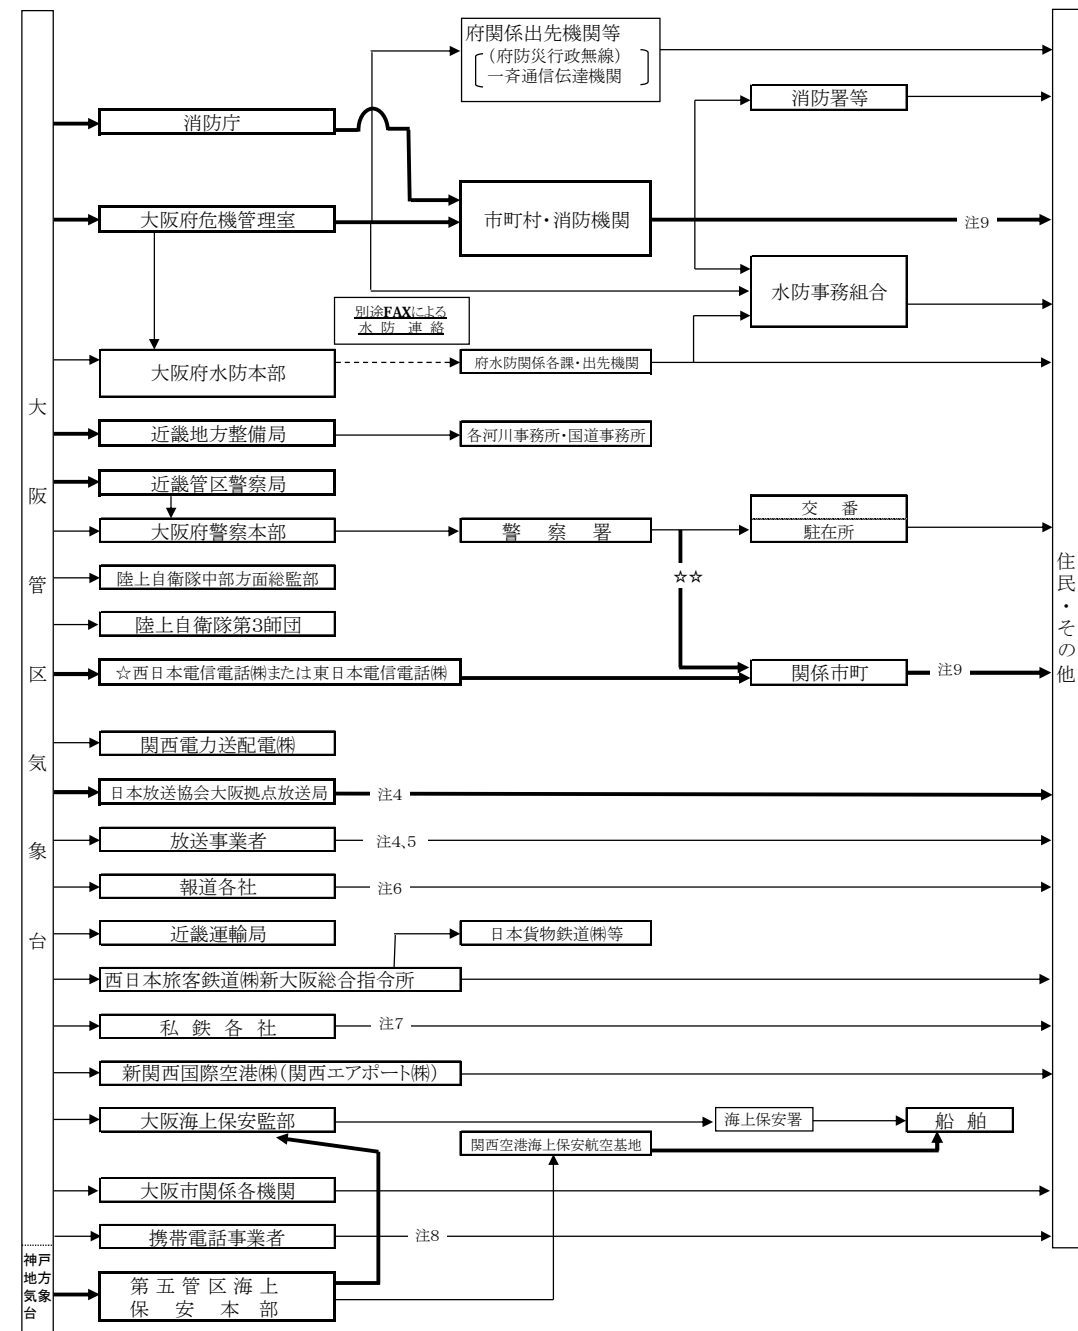 府関係出先機関等
（府防災行政無線）
一斉通信伝達機関
消防署等
消防庁
大阪府危機管理室
市町村・消防機関
注9
水防事務組合
別途FAXによる
水防連絡
大阪府水防本部
府水防関係各課・出先機関
近畿地方整備局
各河川事務所・国道事務所
近畿管区警察局
大阪府警察本部
警察署
交番
駐在所
陸上自衛隊中部方面総監部
☆☆
陸上自衛隊第3師団
☆西日本電信電話㈱または東日本電信電話㈱
関係市町
注9
関西電力送配電㈱
日本放送協会大阪拠点放送局
注4
放送事業者
注4、5
報道各社
注6
近畿運輸局
日本貨物鉄道㈱等
西日本旅客鉄道㈱新大阪総合指令所
私鉄各社
注7
新関西国際空港㈱（関西エアポート㈱）
大阪海上保安監部
海上保安署
船舶
関西空港海上保安航空基地
大阪市関係各機関
携帯電話事業者
注8
第五管区海上
保安本部
大阪管区気象台
神戸
地方
気象
台
住民・その他